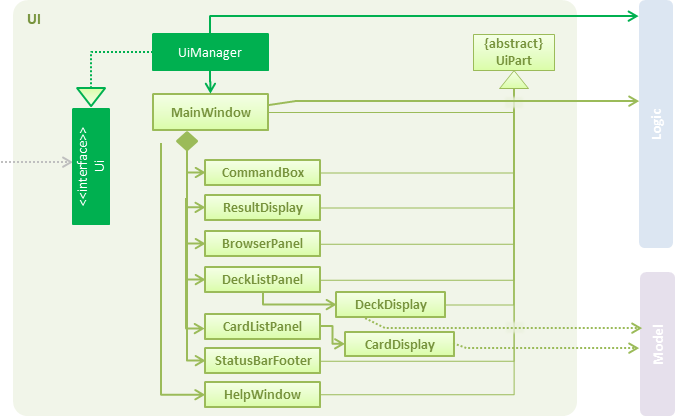 UI
UiManager
{abstract}
UiPart
MainWindow
Logic
<<interface>>
Ui
CommandBox
ResultDisplay
BrowserPanel
DeckListPanel
DeckDisplay
CardListPanel
CardDisplay
Model
StatusBarFooter
HelpWindow